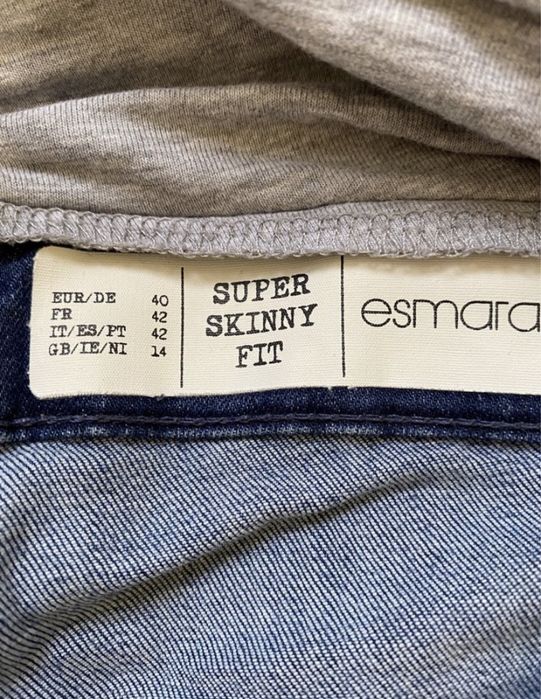 EUR/DE 40
FR 42
IT/ES/PT 42
GB/IE/NI 14
SUPER
SKINNY
FIT
esmara